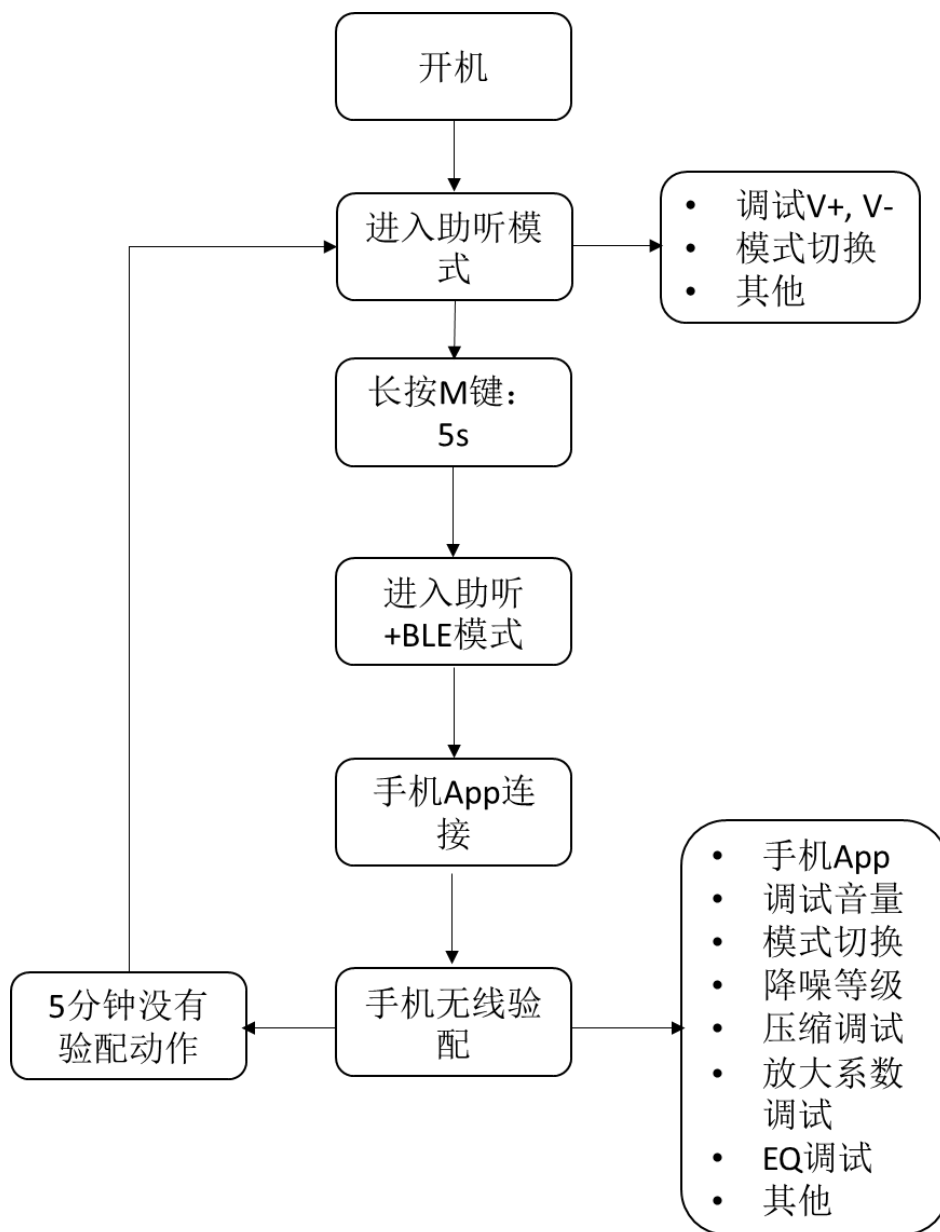 开机
进入助听模
式
• 调试V+, V-
• 模式切换
• 其他
长按M键：
5s
进入助听
+BLE模式
手机App连
接
手机无线验
配
5分钟没有
验配动作
• 手机App
• 调试音量
• 模式切换
• 降噪等级
• 压缩调试
• 放大系数
调试
• EQ调试
• 其他